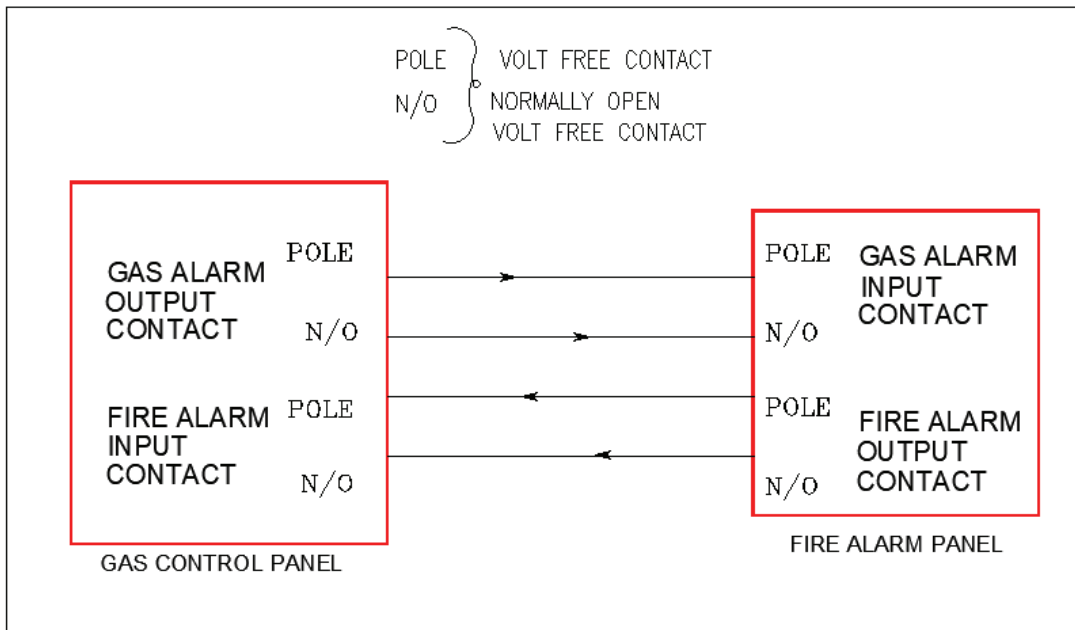 POLE VOLT FREE CONTACT
N/O NORMALLY OPEN
VOLT FREE CONTACT
GAS ALARM
OUTPUT
CONTACT
POLE
N/O
FIRE ALARM
INPUT
CONTACT
POLE
N/O
GAS CONTROL PANEL
POLE
N/O
GAS ALARM
INPUT
CONTACT
POLE
N/O
FIRE ALARM
OUTPUT
CONTACT
FIRE ALARM PANEL